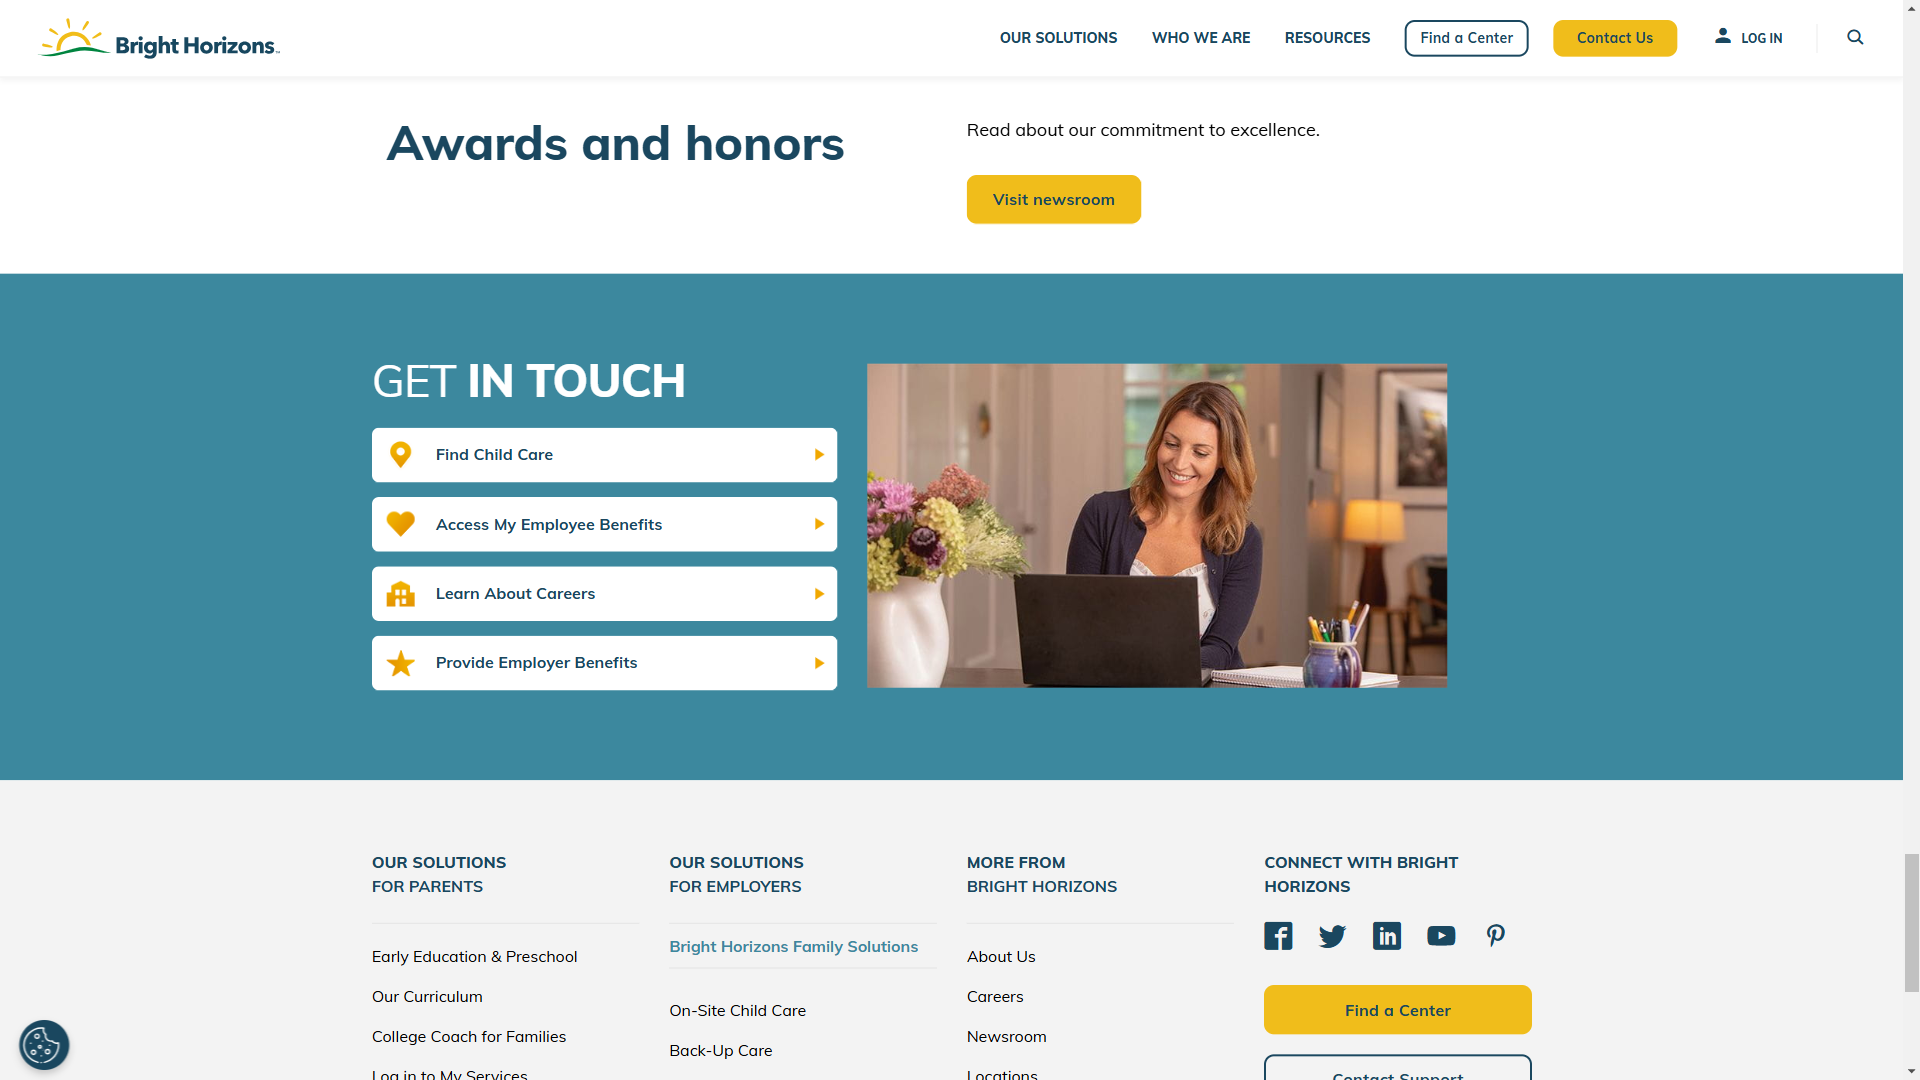 Bright Horizons
OUR SOLUTIONS
WHO WE ARE
RESOURCES
Find a Center
Contact Us
LOG IN
Awards and honors
Read about our commitment to excellence.
Visit newsroom
GET IN TOUCH
Find Child Care
Access My Employee Benefits
Learn About Careers
Provide Employer Benefits
OUR SOLUTIONS
FOR PARENTS
Early Education & Preschool
Our Curriculum
College Coach for Families
Log in to My Services
OUR SOLUTIONS
FOR EMPLOYERS
Bright Horizons Family Solutions
On-Site Child Care
Back-Up Care
MORE FROM
BRIGHT HORIZONS
About Us
Careers
Newsroom
Locations
CONNECT WITH BRIGHT
HORIZONS
Find a Center
Contact Support